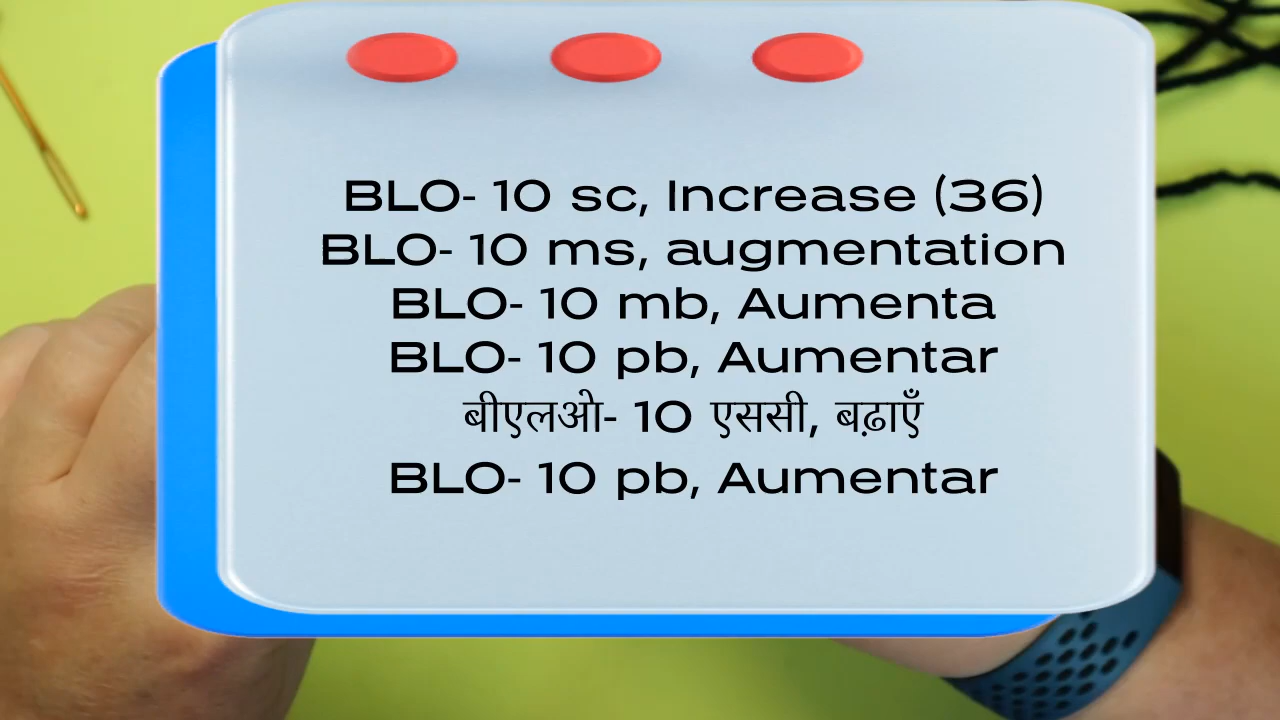 BLO- 10 sc, Increase (36)
BLO- 10 ms, augmentation
BLO- 10 mb, Aumenta
BLO- 10 pb, Aumentar
बीएलओ- 10 एससी, बढ़ाएँ
BLO- 10 pb, Aumentar